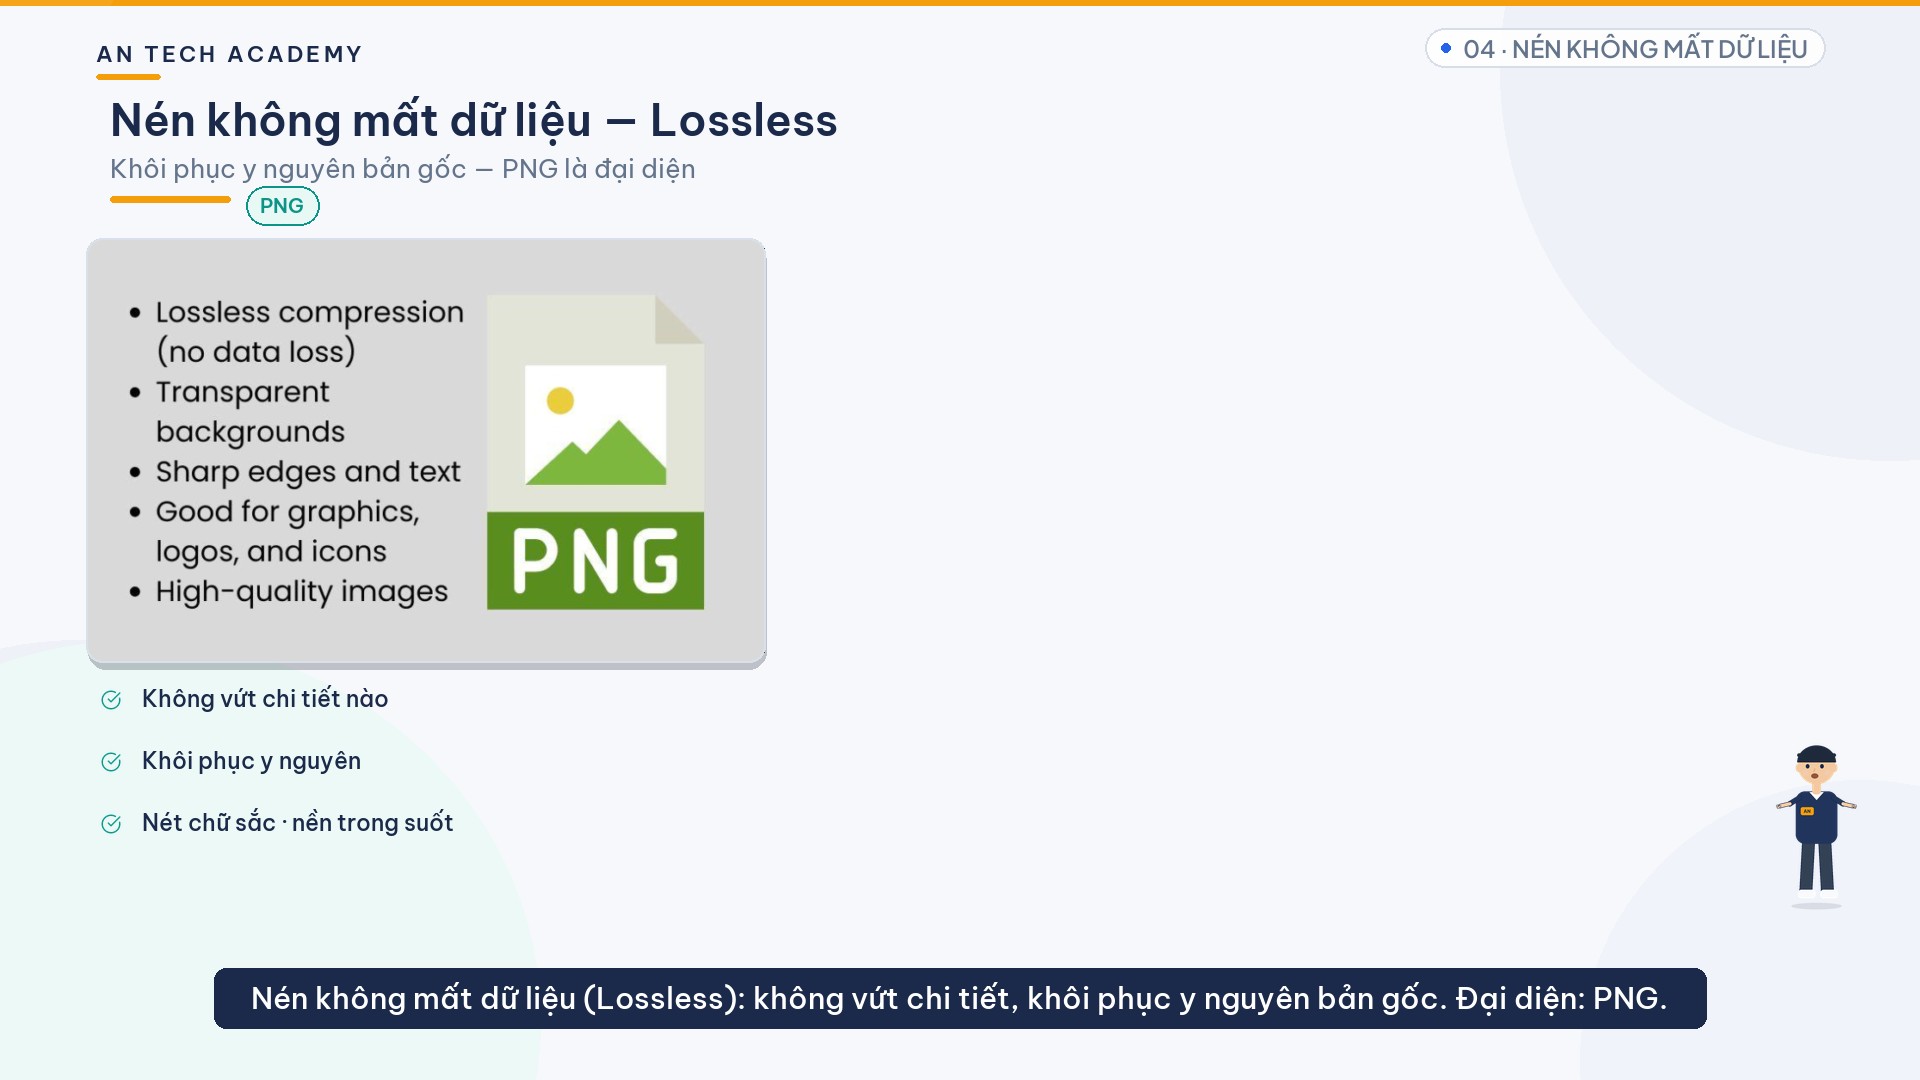 AN TECH ACADEMY
04 · NÉN KHÔNG MẤT DỮ LIỆU
Nén không mất dữ liệu — Lossless
Khôi phục y nguyên bản gốc — PNG là đại diện
PNG
• Lossless compression
(no data loss)
• Transparent
backgrounds
• Sharp edges and text
• Good for graphics,
logos, and icons
• High-quality images
PNG
Không vứt chi tiết nào
Khôi phục y nguyên
Nét chữ sắc · nền trong suốt
AN
Nén không mất dữ liệu (Lossless): không vứt chi tiết, khôi phục y nguyên bản gốc. Đại diện: PNG.